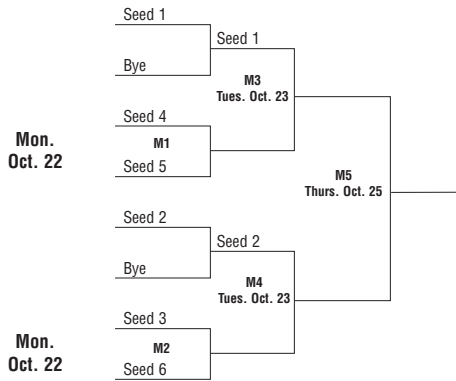 Seed 1
Seed 1
Bye
M3
Tues. Oct. 23
Seed 4
Mon.
Oct. 22
M1
Seed 5
M5
Thurs. Oct. 25
Seed 2
Seed 2
Bye
M4
Tues. Oct. 23
Seed 3
Mon.
Oct. 22
M2
Seed 6